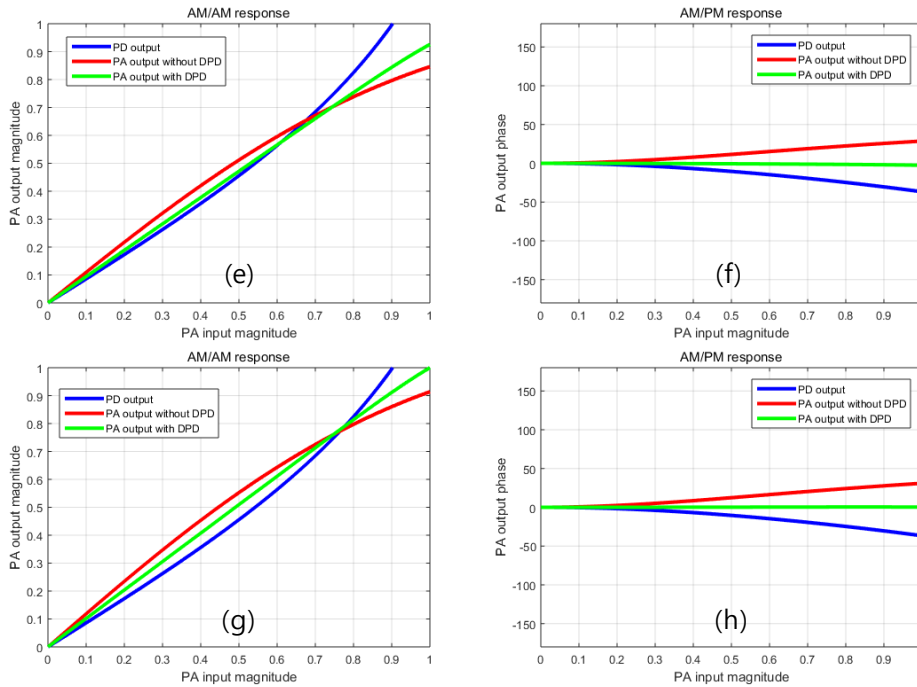 AM/AM response
1
0.9
0.8
0.7
0.6
0.5
0.4
0.3
0.2
0.1
0
PA output magnitude
PD output
PA output without DPD
PA output with DPD
(e)
0 0.1 0.2 0.3 0.4 0.5 0.6 0.7 0.8 0.9 1
PA input magnitude
AM/PM response
150
100
50
0
-50
-100
-150
PA output phase
PD output
PA output without DPD
PA output with DPD
(f)
0 0.1 0.2 0.3 0.4 0.5 0.6 0.7 0.8 0.9
PA input magnitude
AM/AM response
1
0.9
0.8
0.7
0.6
0.5
0.4
0.3
0.2
0.1
0
PA output magnitude
PD output
PA output without DPD
PA output with DPD
(g)
0 0.1 0.2 0.3 0.4 0.5 0.6 0.7 0.8 0.9 1
PA input magnitude
AM/PM response
150
100
50
0
-50
-100
-150
PA output phase
PD output
PA output without DPD
PA output with DPD
(h)
0 0.1 0.2 0.3 0.4 0.5 0.6 0.7 0.8 0.9
PA input magnitude